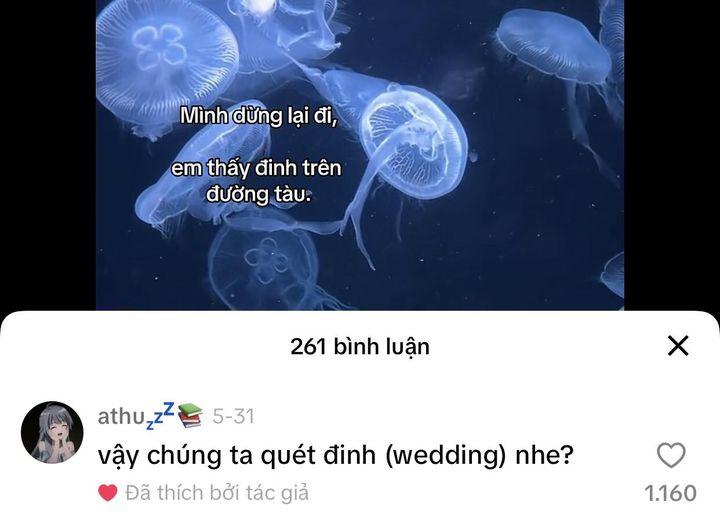 Mình dừng lại đi,
em thấy đinh trên
đường tàu.
261 bình luận
athu 5-31
vậy chúng ta quét đinh (wedding) nhe?
Đã thích bởi tác giả 1.160